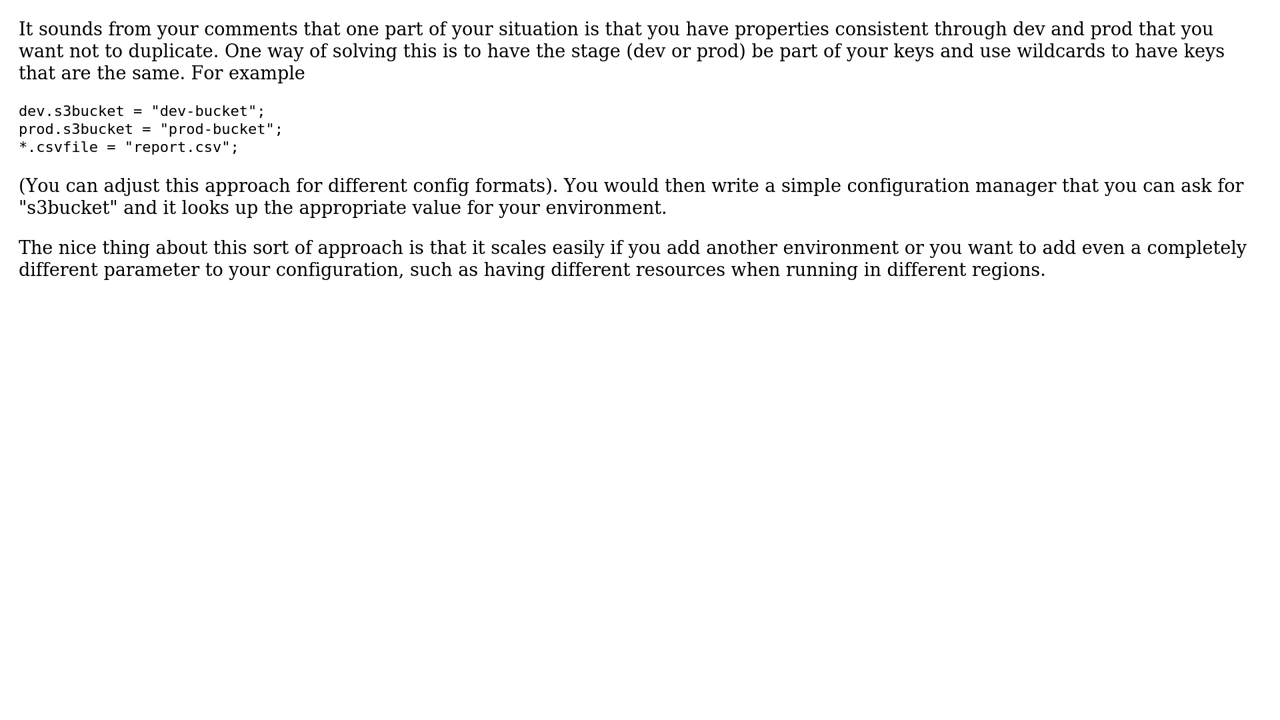 It sounds from your comments that one part of your situation is that you have properties consistent through dev and prod that you
want not to duplicate. One way of solving this is to have the stage (dev or prod) be part of your keys and use wildcards to have keys
that are the same. For example
dev.s3bucket = "dev-bucket";
prod.s3bucket = "prod-bucket";
*.csvfile = "report.csv";
(You can adjust this approach for different config formats). You would then write a simple configuration manager that you can ask for
"s3bucket" and it looks up the appropriate value for your environment.
The nice thing about this sort of approach is that it scales easily if you add another environment or you want to add even a completely
different parameter to your configuration, such as having different resources when running in different regions.